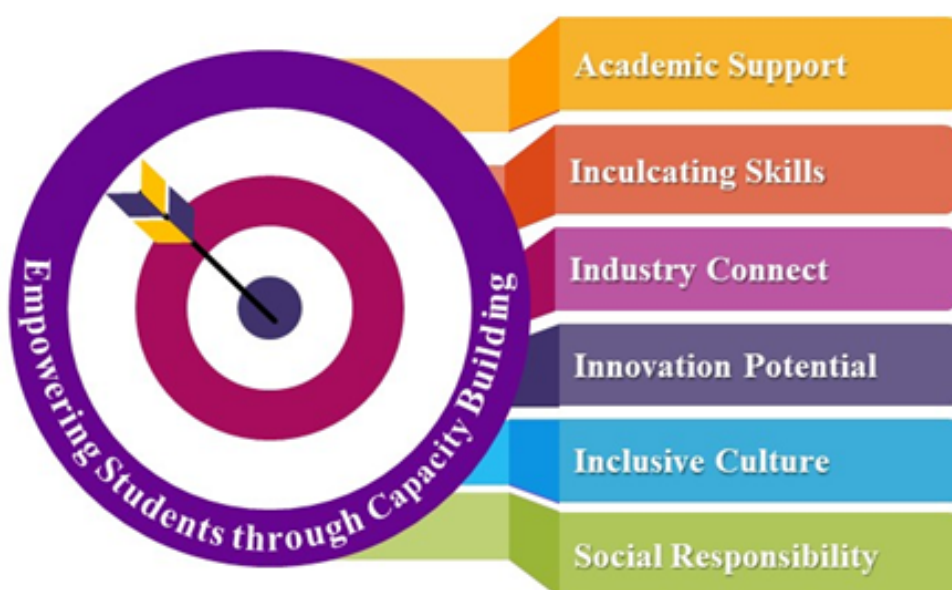 Empowering Students through Capacity Building
Academic Support
Inculcating Skills
Industry Connect
Innovation Potential
Inclusive Culture
Social Responsibility